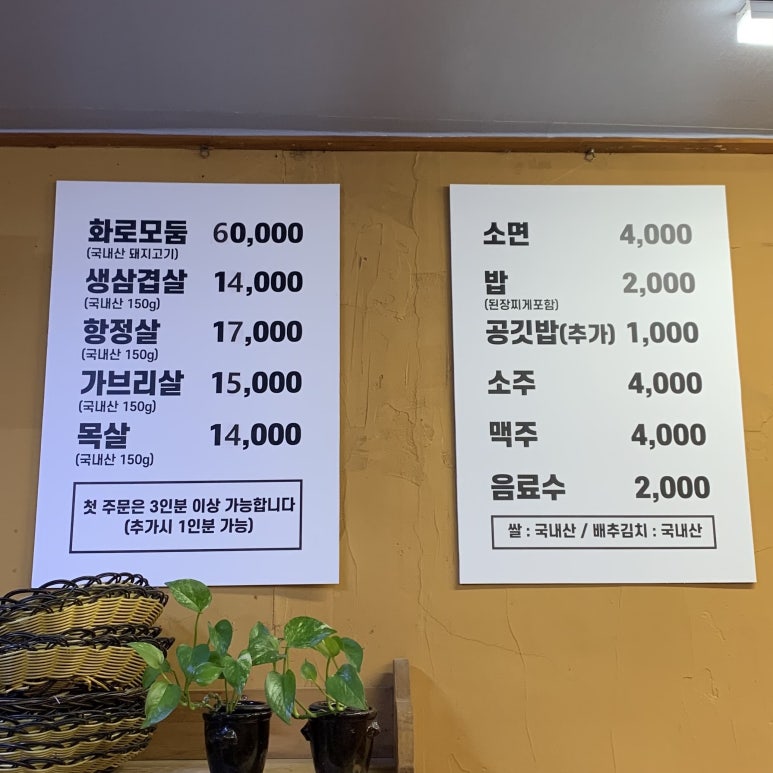 화로모둠 60,000
(국내산 돼지고기)
생삼겹살 14,000
(국내산 150g)
항정살 17,000
(국내산 150g)
가브리살 15,000
(국내산 150g)
목살 14,000
(국내산 150g)
첫 주문은 3인분 이상 가능합니다
(추가시 1인분 가능)
소면 4,000
밥 2,000
(된장찌게포함)
공깃밥(추가) 1,000
소주 4,000
맥주 4,000
음료수 2,000
쌀 : 국내산 / 배추김치 : 국내산